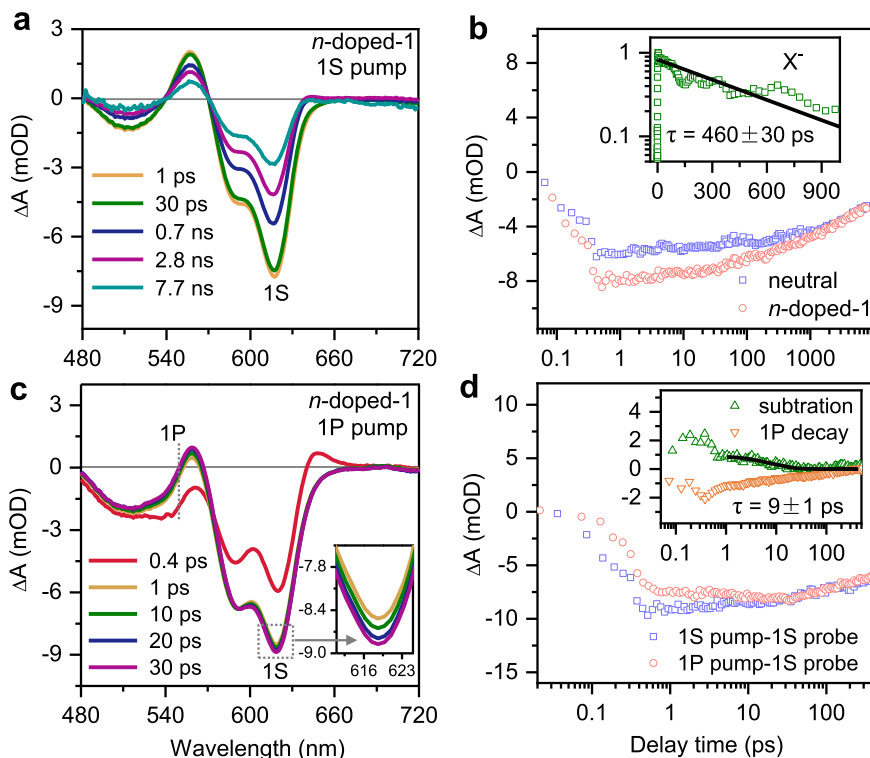 a
n-doped-1
1S pump
3
0
-3
-6
-9
ΔA (mOD)
1 ps
30 ps
0.7 ns
2.8 ns
7.7 ns
1S
480 540 600 660 720
b
8
4
0
-4
-8
ΔA (mOD)
1
0.1
X-
τ = 460 ± 30 ps
0 300 600 900
neutral
n-doped-1
0.1 1 10 100 1000
c
n-doped-1
1P pump
1P
3
0
-3
-6
-9
ΔA (mOD)
0.4 ps
1 ps
10 ps
20 ps
30 ps
-7.8
-8.4
-9.0
616 623
1S
480 540 600 660 720
Wavelength (nm)
d
10
5
0
-5
-10
-15
ΔA (mOD)
4
2
0
-2
subtration
1P decay
τ = 9 ± 1 ps
0.1 1 10 100
1S pump-1S probe
1P pump-1S probe
0.1 1 10 100
Delay time (ps)